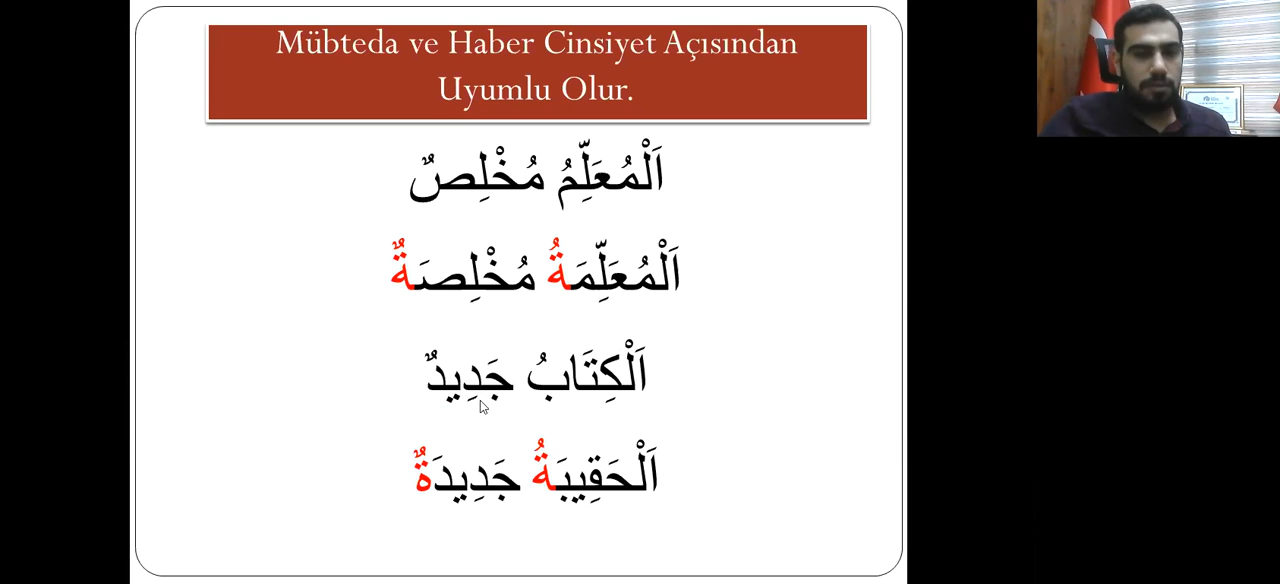 Mübteda ve Haber Cinsiyet Açısından
Uyumlu Olur.
اَلْمُعَلِّمُ مُخْلِصٌ
اَلْمُعَلِّمَةُ مُخْلِصَةٌ
اَلْكِتَابُ جَدِيدٌ
اَلْحَقِيبَةُ جَدِيدَةٌ